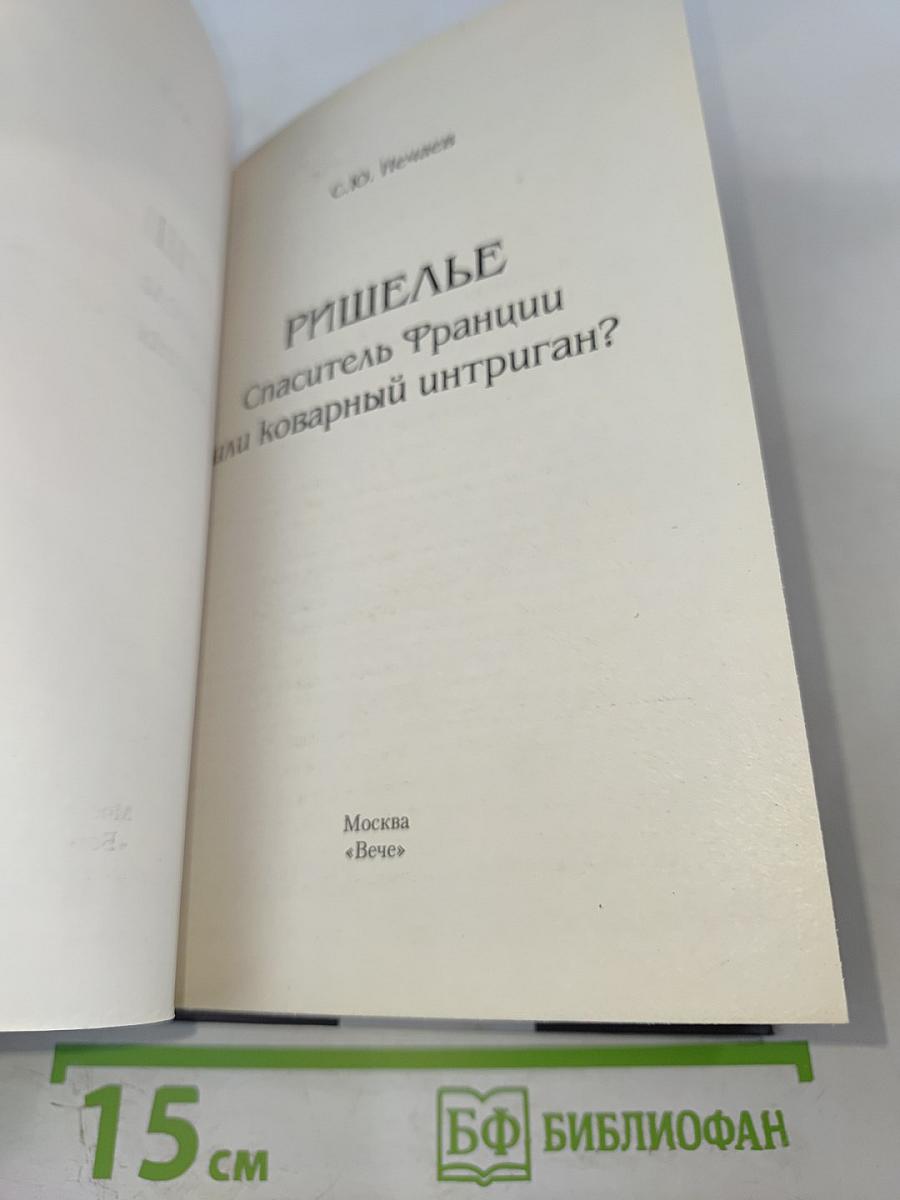 С.Ю. Нечаев
РИШЕЛЬЕ
Спаситель Франции
или коварный интриган?
Москва
«Вече»
15 см
БФ БИБЛИОФАН